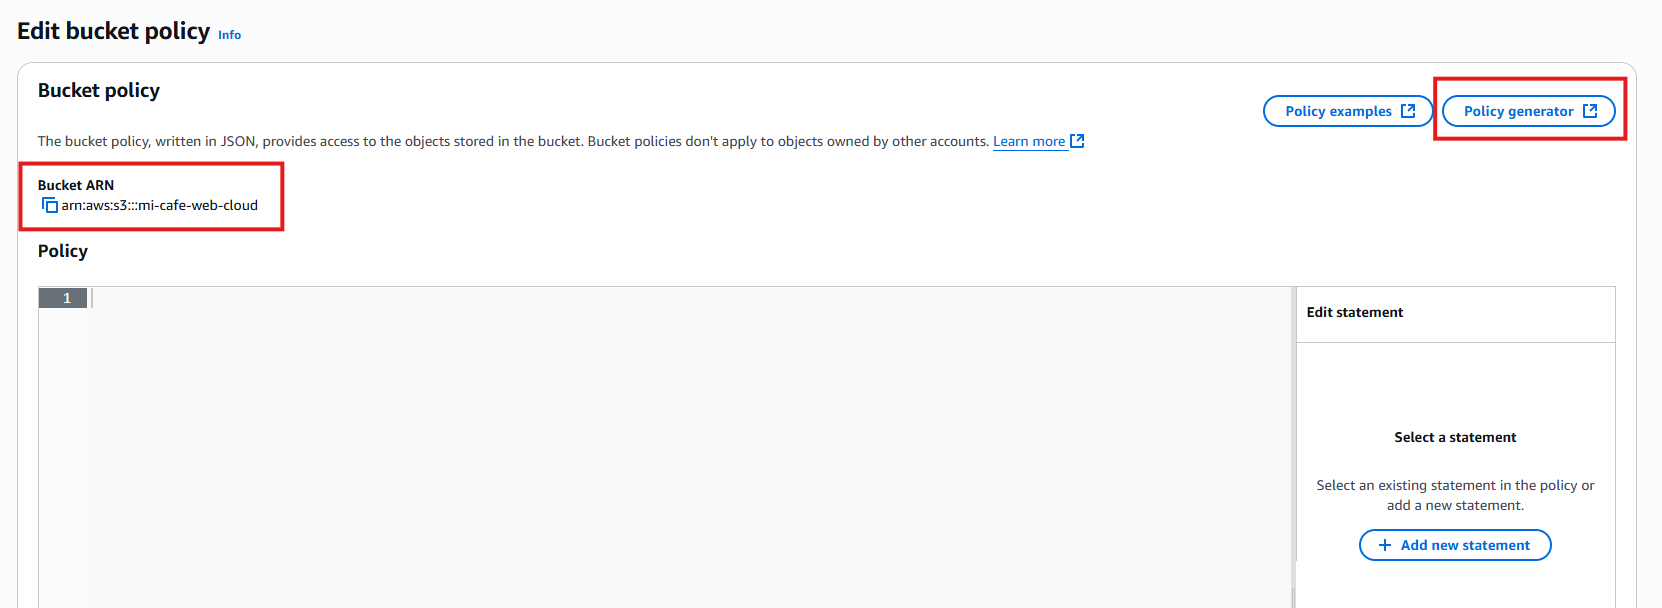 Edit bucket policy Info
Bucket policy
Policy examples
Policy generator
The bucket policy, written in JSON, provides access to the objects stored in the bucket. Bucket policies don't apply to objects owned by other accounts. Learn more
Bucket ARN
arn:aws:s3:::mi-cafe-web-cloud
Policy
1
Edit statement
Select a statement
Select an existing statement in the policy or
add a new statement.
+ Add new statement